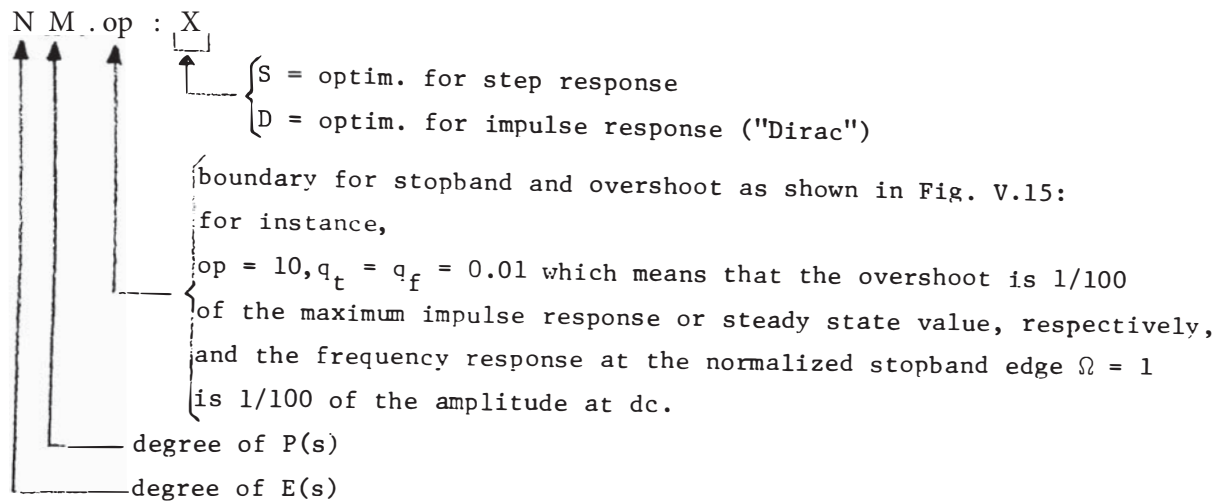 N M . op : X
S = optim. for step response
D = optim. for impulse response ("Dirac")
boundary for stopband and overshoot as shown in Fig. V.15:
for instance,
op = 10, q_t = q_f = 0.01 which means that the overshoot is 1/100
of the maximum impulse response or steady state value, respectively,
and the frequency response at the normalized stopband edge Ω = 1
is 1/100 of the amplitude at dc.
degree of P(s)
degree of E(s)